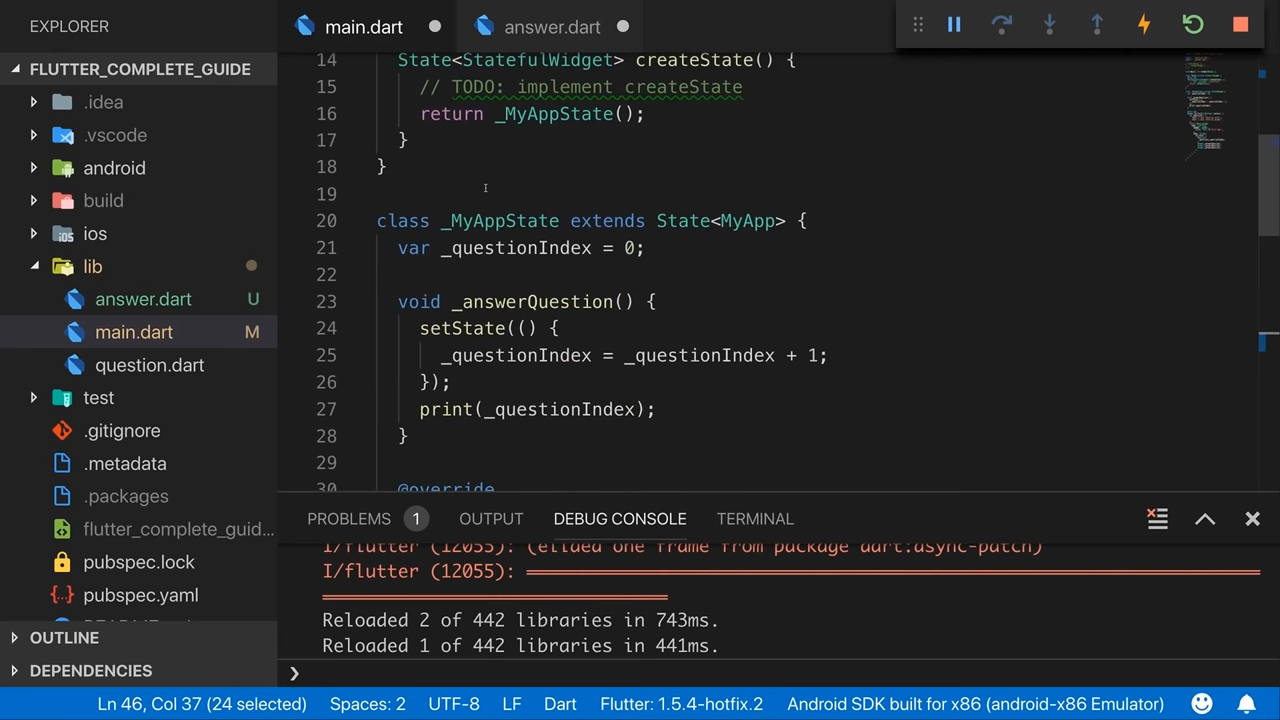 EXPLORER
FLUTTER_COMPLETE_GUIDE
.idea
.vscode
android
build
ios
lib
answer.dart U
main.dart M
question.dart
test
.gitignore
.metadata
.packages
flutter_complete_guid...
pubspec.lock
pubspec.yaml
OUTLINE
DEPENDENCIES
main.dart answer.dart
14 State<StatefulWidget> createState() {
15 // TODO: implement createState
16 return _MyAppState();
17 }
18 }
19
20 class _MyAppState extends State<MyApp> {
21 var _questionIndex = 0;
22
23 void _answerQuestion() {
24 setState(() {
25 _questionIndex = _questionIndex + 1;
26 });
27 print(_questionIndex);
28 }
29
30 @override
PROBLEMS 1 OUTPUT DEBUG CONSOLE TERMINAL
I/flutter (12055): (elided one frame from package dart:async-patch)
I/flutter (12055): ════════════════════════════════════════════════════════════════════
════════════════════════════════
Reloaded 2 of 442 libraries in 743ms.
Reloaded 1 of 442 libraries in 441ms.
❯
Ln 46, Col 37 (24 selected) Spaces: 2 UTF-8 LF Dart Flutter: 1.5.4-hotfix.2 Android SDK built for x86 (android-x86 Emulator)